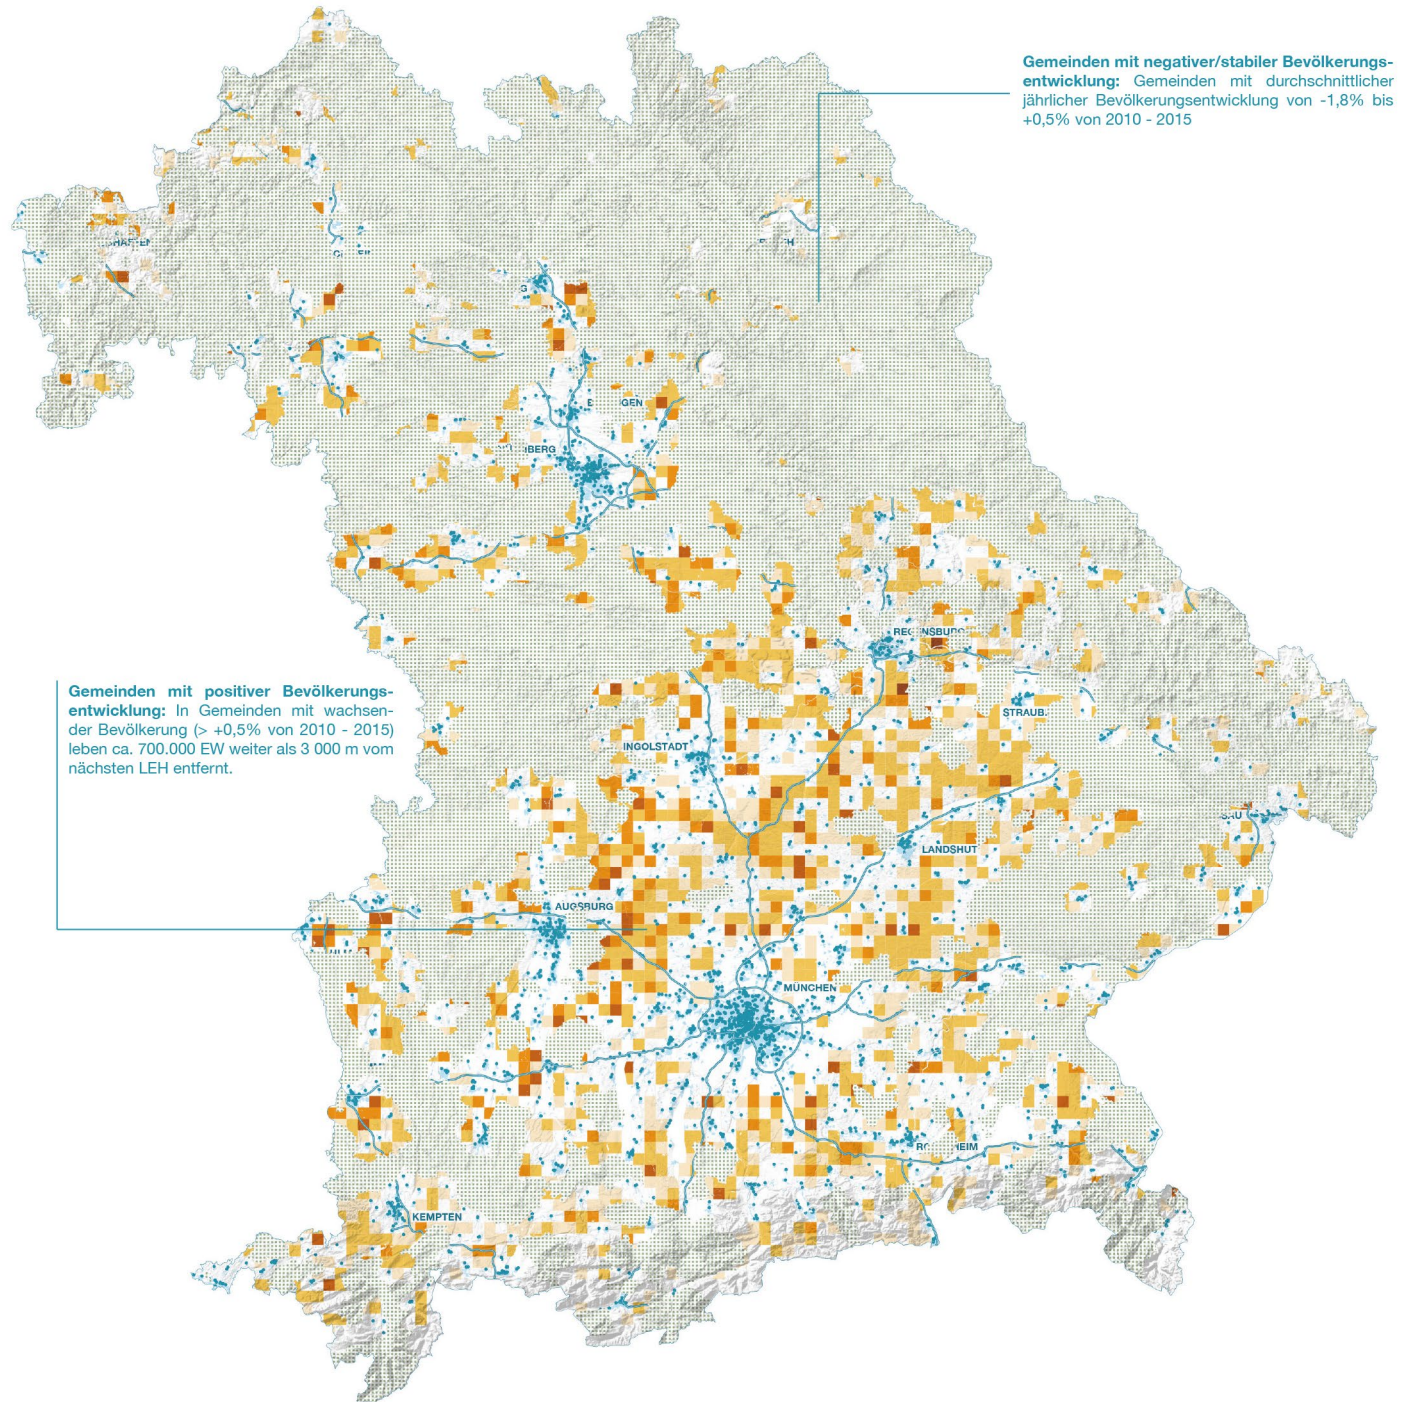 Gemeinden mit negativer/stabiler Bevölkerungs-
entwicklung: Gemeinden mit durchschnittlicher
jährlicher Bevölkerungsentwicklung von -1,8% bis
+0,5% von 2010 - 2015
BERG
Gemeinden mit positiver Bevölkerungs-
entwicklung: In Gemeinden mit wachsen-
der Bevölkerung (> +0,5% von 2010 - 2015)
leben ca. 700.000 EW weiter als 3 000 m vom
nächsten LEH entfernt.
STRAUB.
INGOLSTADT
LANDSHUT
AUGSBURG
MÜNCHEN
KEMPTEN